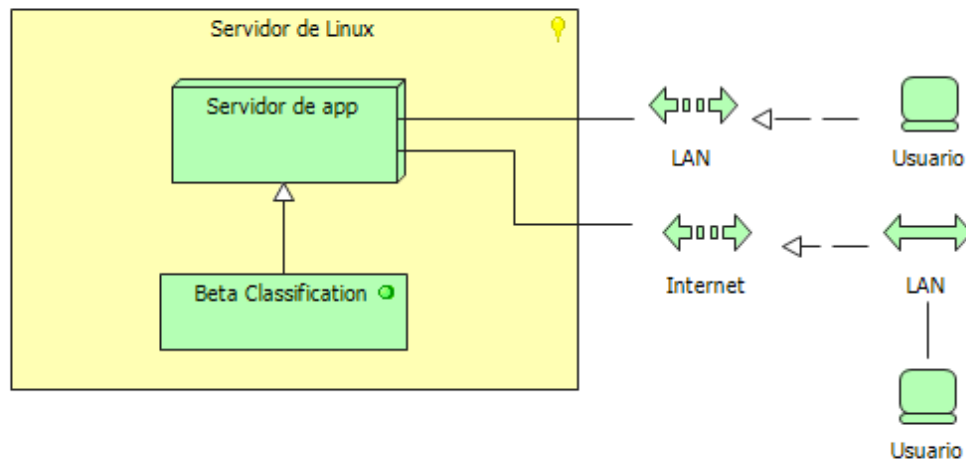 Servidor de Linux
Servidor de app
Beta Classification
LAN
Usuario
Internet
LAN
Usuario